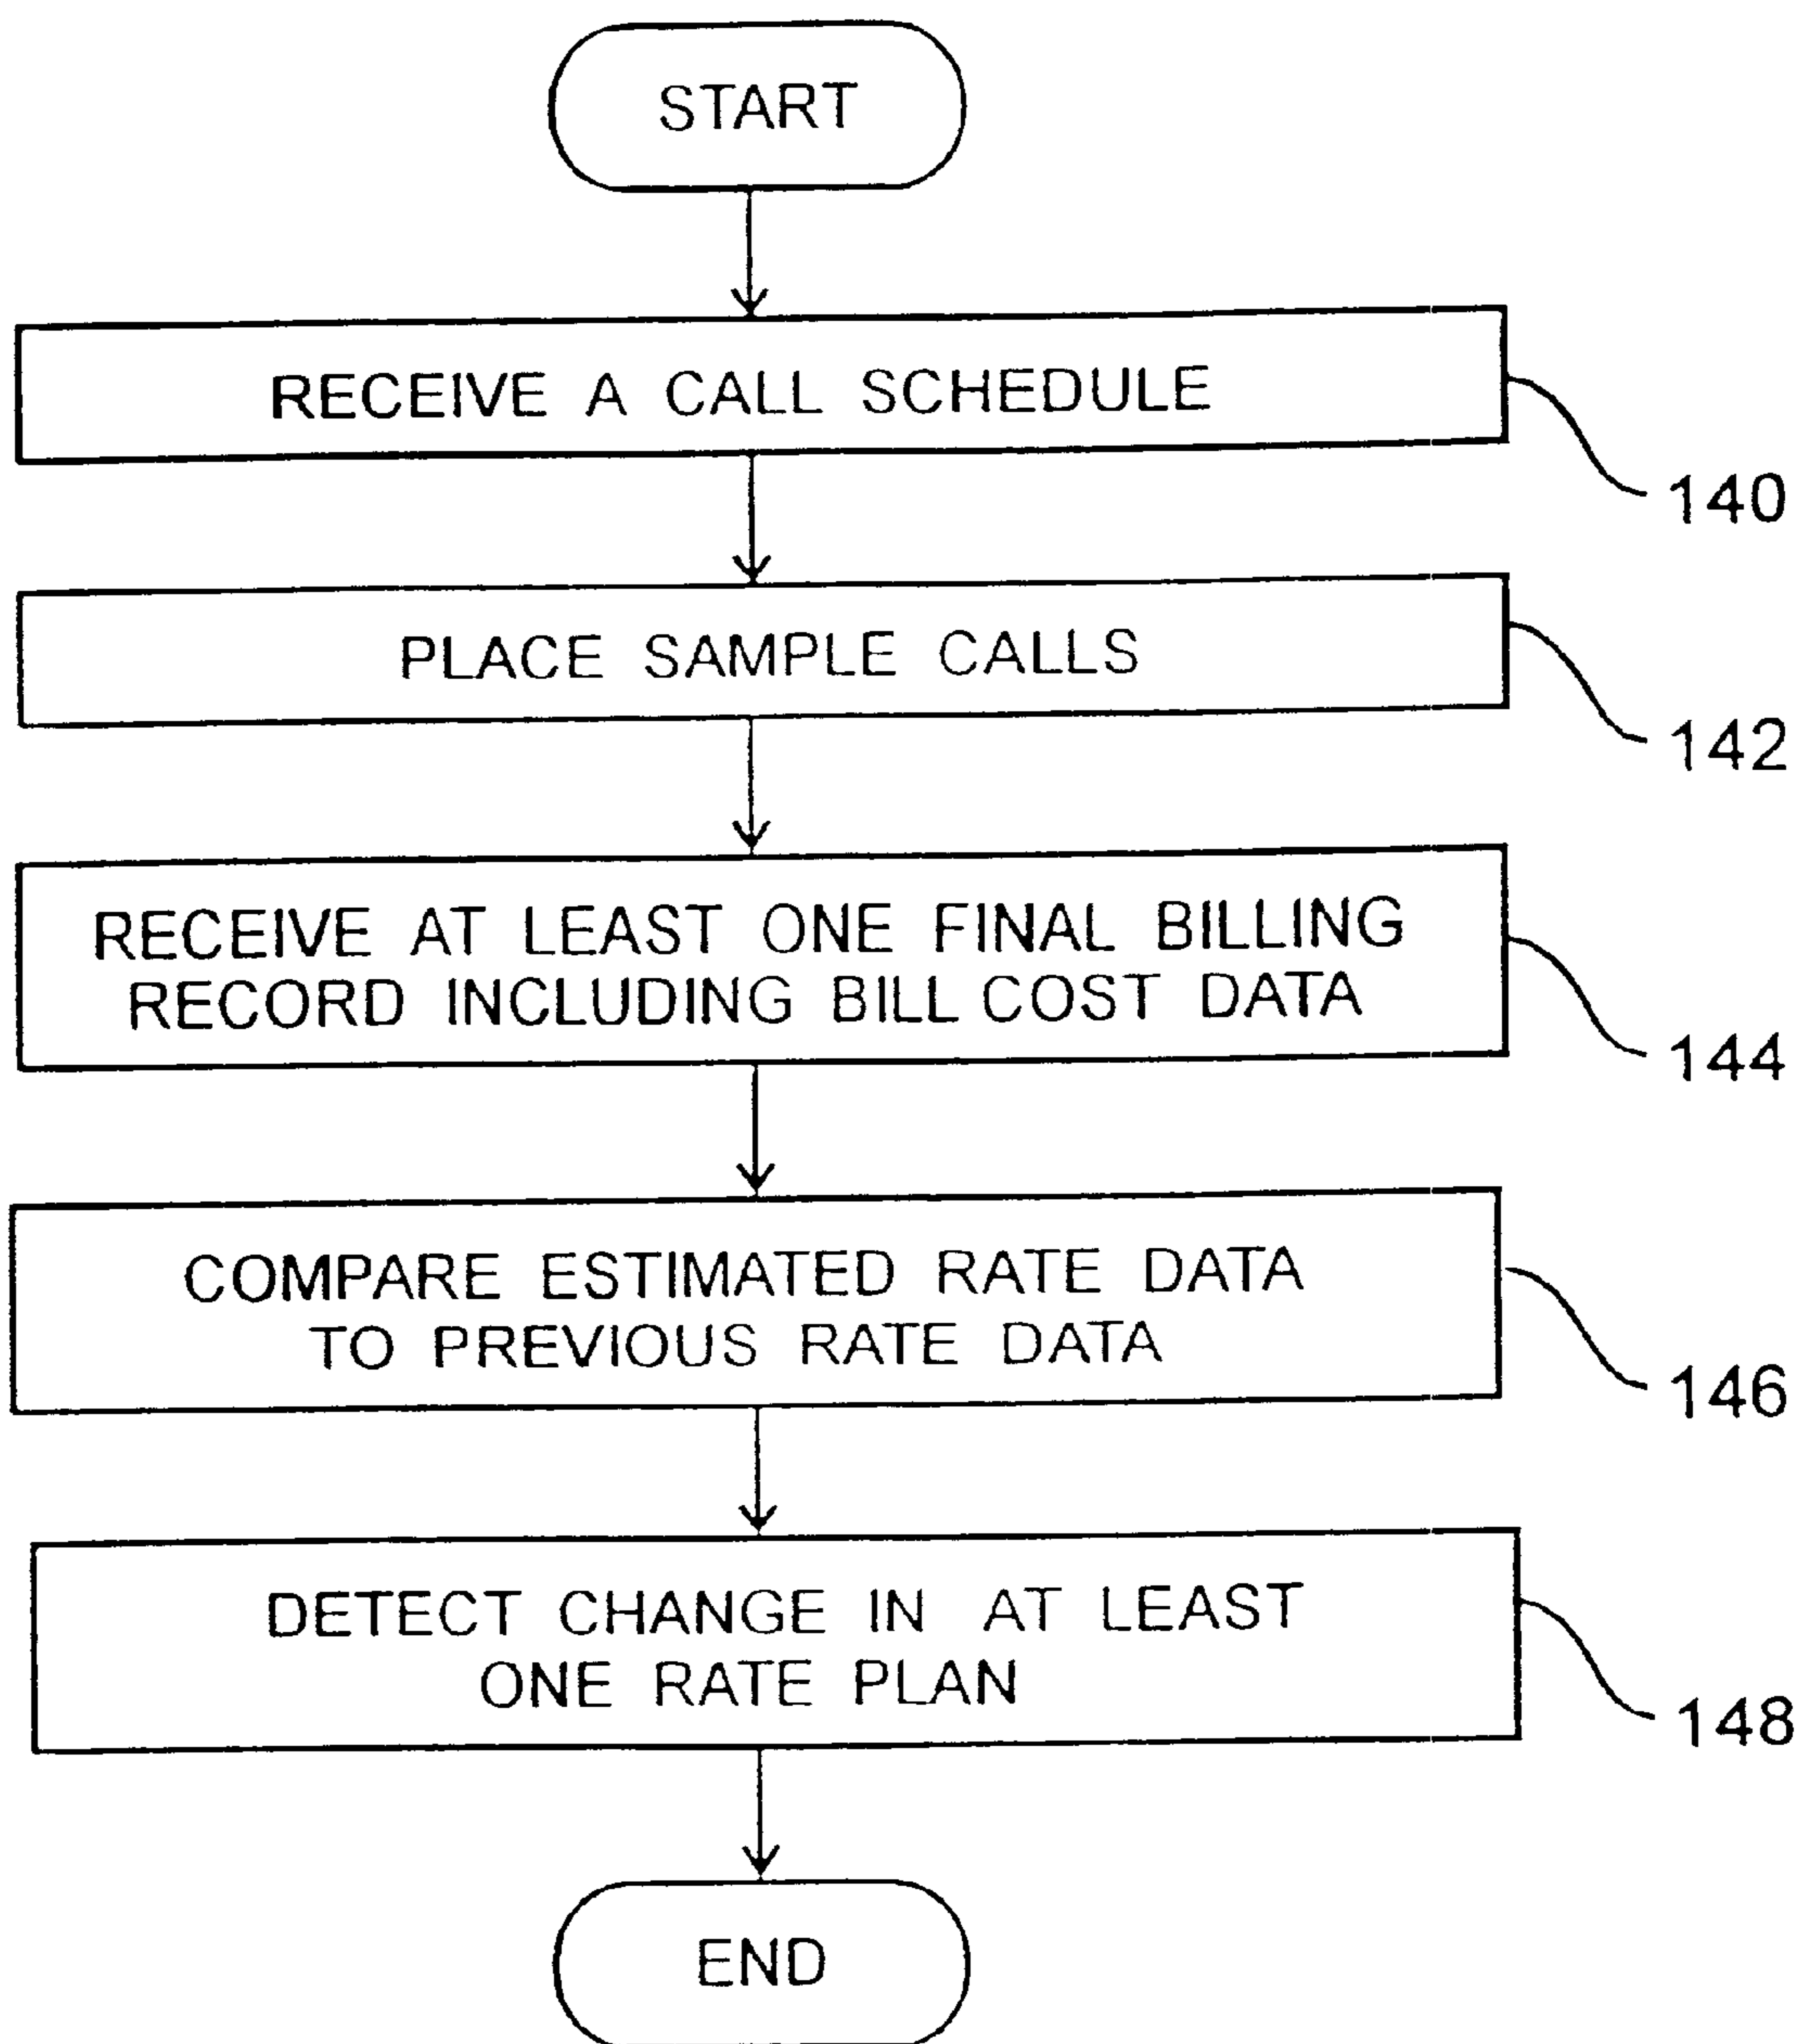 START
RECEIVE A CALL SCHEDULE
140
PLACE SAMPLE CALLS
142
RECEIVE AT LEAST ONE FINAL BILLING
RECORD INCLUDING BILL COST DATA
144
COMPARE ESTIMATED RATE DATA
TO PREVIOUS RATE DATA
146
DETECT CHANGE IN AT LEAST
ONE RATE PLAN
148
END